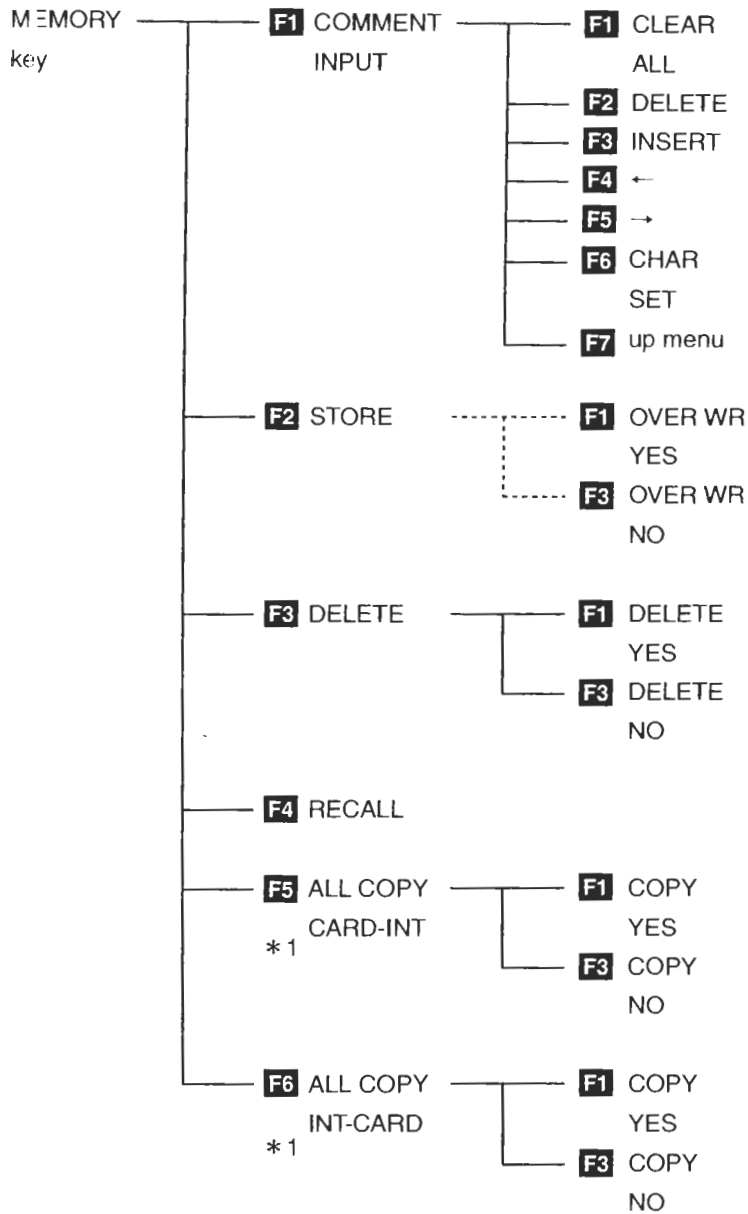 MEMORY
key
F1 COMMENT
INPUT
F1 CLEAR
ALL
F2 DELETE
F3 INSERT
F4 ←
F5 →
F6 CHAR
SET
F7 up menu
F2 STORE
F1 OVER WR
YES
F3 OVER WR
NO
F3 DELETE
F1 DELETE
YES
F3 DELETE
NO
F4 RECALL
F5 ALL COPY
CARD-INT
*1
F1 COPY
YES
F3 COPY
NO
F6 ALL COPY
INT-CARD
*1
F1 COPY
YES
F3 COPY
NO